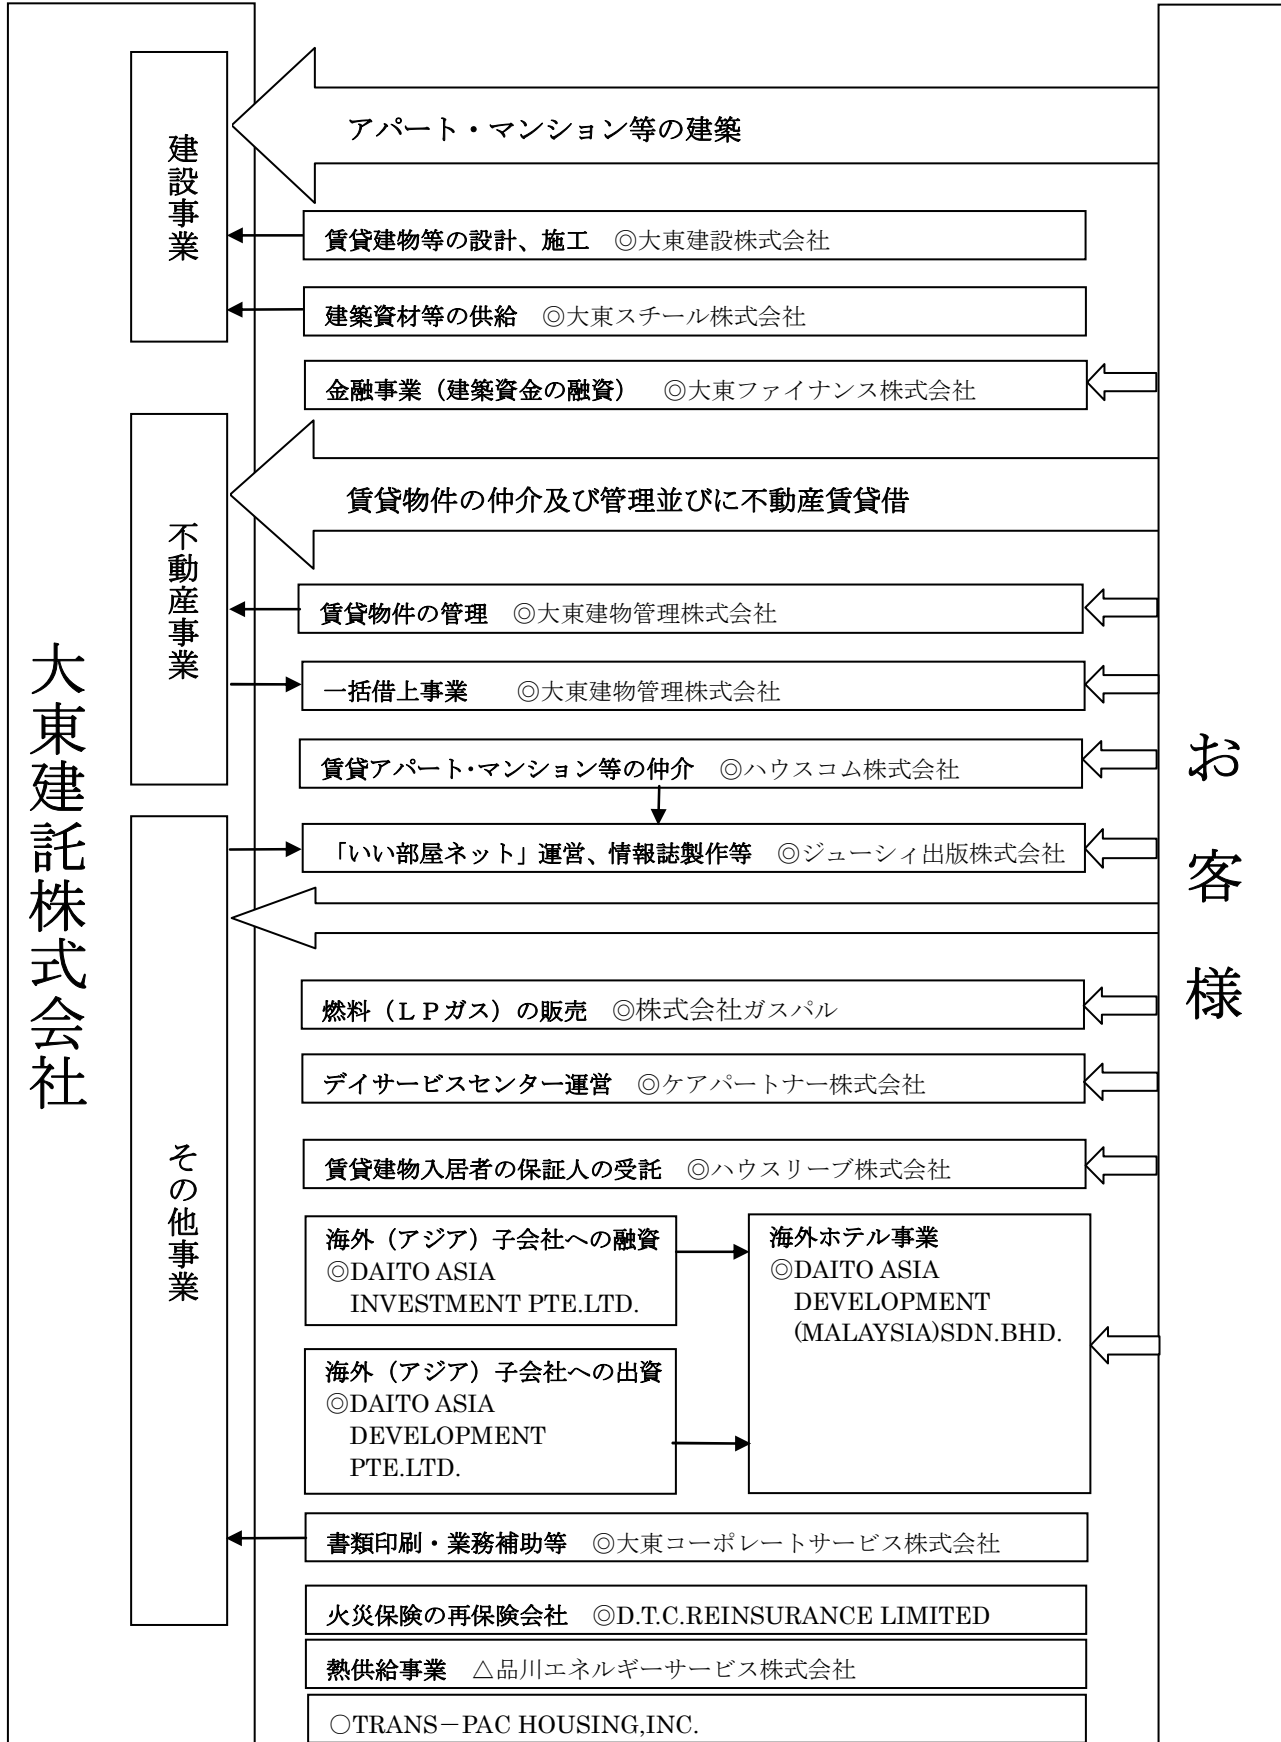 大東建託株式会社
建設事業
アパート・マンション等の建築
賃貸建物等の設計、施工　◎大東建設株式会社
建築資材等の供給　◎大東スチール株式会社
金融事業（建築資金の融資）　◎大東ファイナンス株式会社
不動産事業
賃貸物件の仲介及び管理並びに不動産賃貸借
賃貸物件の管理　◎大東建物管理株式会社
一括借上事業　　◎大東建物管理株式会社
賃貸アパート・マンション等の仲介　◎ハウスコム株式会社
「いい部屋ネット」運営、情報誌製作等　◎ジューシィ出版株式会社
その他事業
燃料（ＬＰガス）の販売　◎株式会社ガスパル
デイサービスセンター運営　◎ケアパートナー株式会社
賃貸建物入居者の保証人の受託　◎ハウスリーブ株式会社
海外（アジア）子会社への融資
◎DAITO ASIA
INVESTMENT PTE.LTD.
海外（アジア）子会社への出資
◎DAITO ASIA
DEVELOPMENT
PTE.LTD.
海外ホテル事業
◎DAITO ASIA
DEVELOPMENT
(MALAYSIA)SDN.BHD.
書類印刷・業務補助等　◎大東コーポレートサービス株式会社
火災保険の再保険会社　◎D.T.C.REINSURANCE LIMITED
熱供給事業　△品川エネルギーサービス株式会社
○TRANS－PAC HOUSING,INC.
お客様